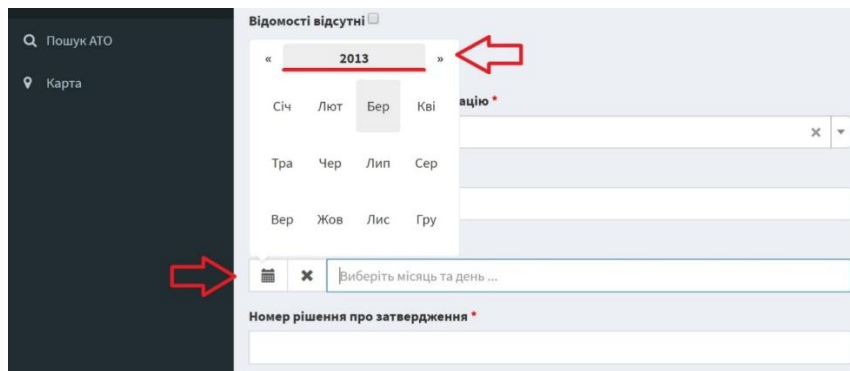 Пошук АТО
Карта
Відомості відсутні
« 2013 »
Січ Лют Бер Кві
ацію *
Тра Чер Лип Сер
Вер Жов Лис Гру
Виберіть місяць та день ...
Номер рішення про затвердження *